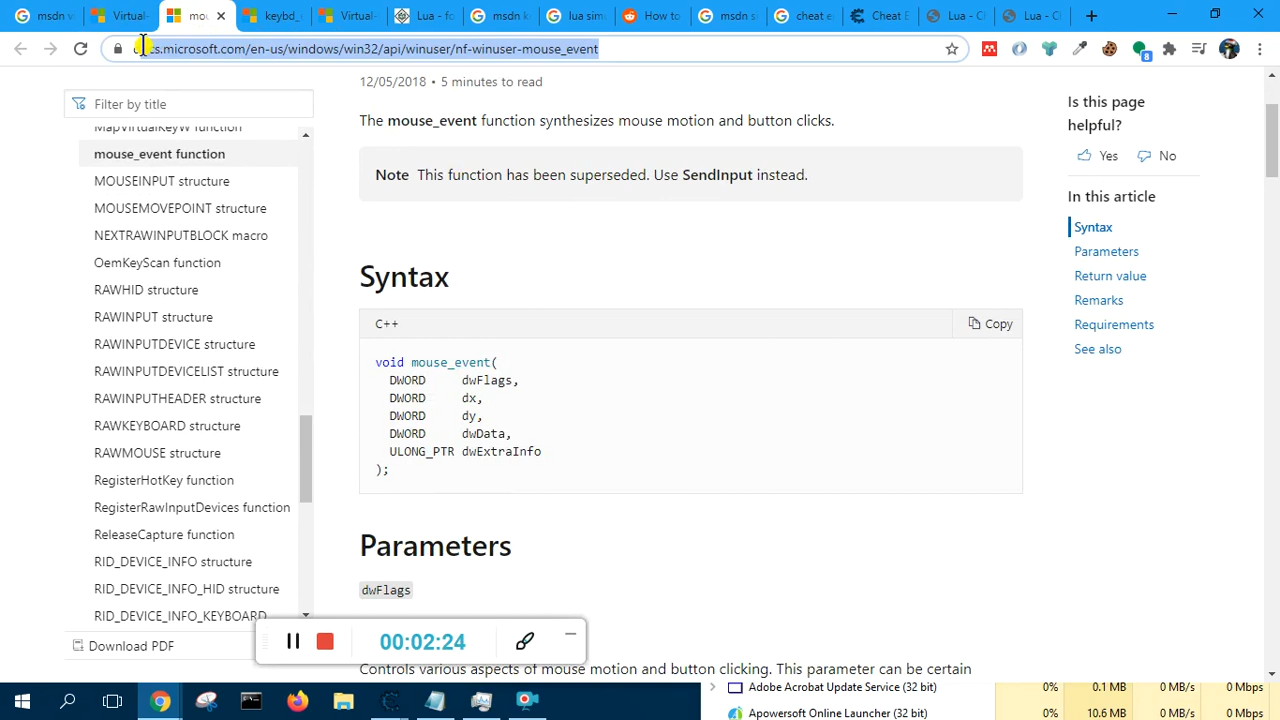 msdn v
Virtual-
mou
keybd_
Virtual-
Lua - fo
msdn k
lua sim
How to
msdn s
cheat e
Cheat E
Lua - Ch
Lua - Ch
cs.microsoft.com/en-us/windows/win32/api/winuser/nf-winuser-mouse_event
8
Filter by title
MapVirtualKeyW function
mouse_event function
MOUSEINPUT structure
MOUSEMOVEPOINT structure
NEXTRAWINPUTBLOCK macro
OemKeyScan function
RAWHID structure
RAWINPUT structure
RAWINPUTDEVICE structure
RAWINPUTDEVICELIST structure
RAWINPUTHEADER structure
RAWKEYBOARD structure
RAWMOUSE structure
RegisterHotKey function
RegisterRawInputDevices function
ReleaseCapture function
RID_DEVICE_INFO structure
RID_DEVICE_INFO_HID structure
RID_DEVICE_INFO_KEYBOARD
Download PDF
12/05/2018 • 5 minutes to read
The mouse_event function synthesizes mouse motion and button clicks.
Note This function has been superseded. Use SendInput instead.
Syntax
C++
Copy
void mouse_event(
DWORD dwFlags,
DWORD dx,
DWORD dy,
DWORD dwData,
ULONG_PTR dwExtraInfo
);
Parameters
dwFlags
Controls various aspects of mouse motion and button clicking. This parameter can be certain
Is this page
helpful?
Yes
No
In this article
Syntax
Parameters
Return value
Remarks
Requirements
See also
00:02:24
Adobe Acrobat Update Service (32 bit) 0% 0.1 MB 0 MB/s 0 Mbps
Apowersoft Online Launcher (32 bit) 0% 10.6 MB 0 MB/s 0 Mbps